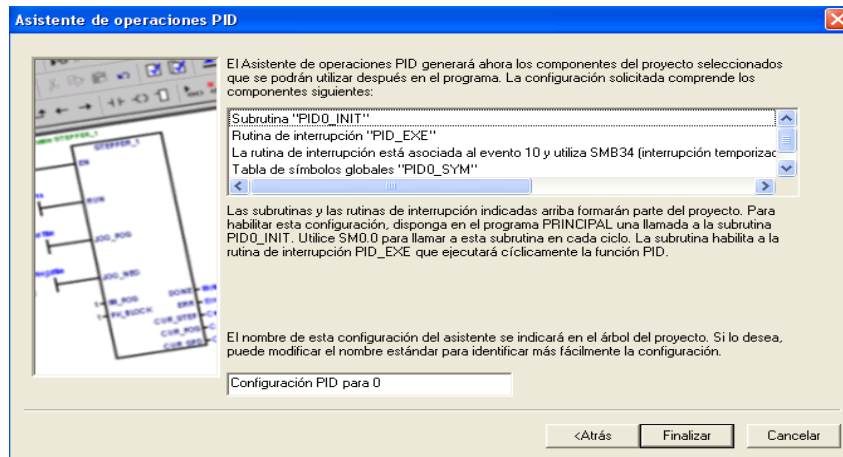 Asistente de operaciones PID
El Asistente de operaciones PID generará ahora los componentes del proyecto seleccionados
que se podrán utilizar después en el programa. La configuración solicitada comprende los
componentes siguientes:
Subrutina "PID0_INIT"
Rutina de interrupción "PID_EXE"
La rutina de interrupción está asociada al evento 10 y utiliza SMB34 (interrupción temporizac
Tabla de símbolos globales "PID0_SYM"
Las subrutinas y las rutinas de interrupción indicadas arriba formarán parte del proyecto. Para
habilitar esta configuración, disponga en el programa PRINCIPAL una llamada a la subrutina
PID0_INIT. Utilice SM0.0 para llamar a esta subrutina en cada ciclo. La subrutina habilita a la
rutina de interrupción PID_EXE que ejecutará cíclicamente la función PID.
El nombre de esta configuración del asistente se indicará en el árbol del proyecto. Si lo desea,
puede modificar el nombre estándar para identificar más fácilmente la configuración.
Configuración PID para 0
<Atrás
Finalizar
Cancelar
STEPPER_1
EN
RUN
JOG_POS
JOG_NEG
DONE
ERR
CUR_STEP
CUR_POS
CUR_SPD